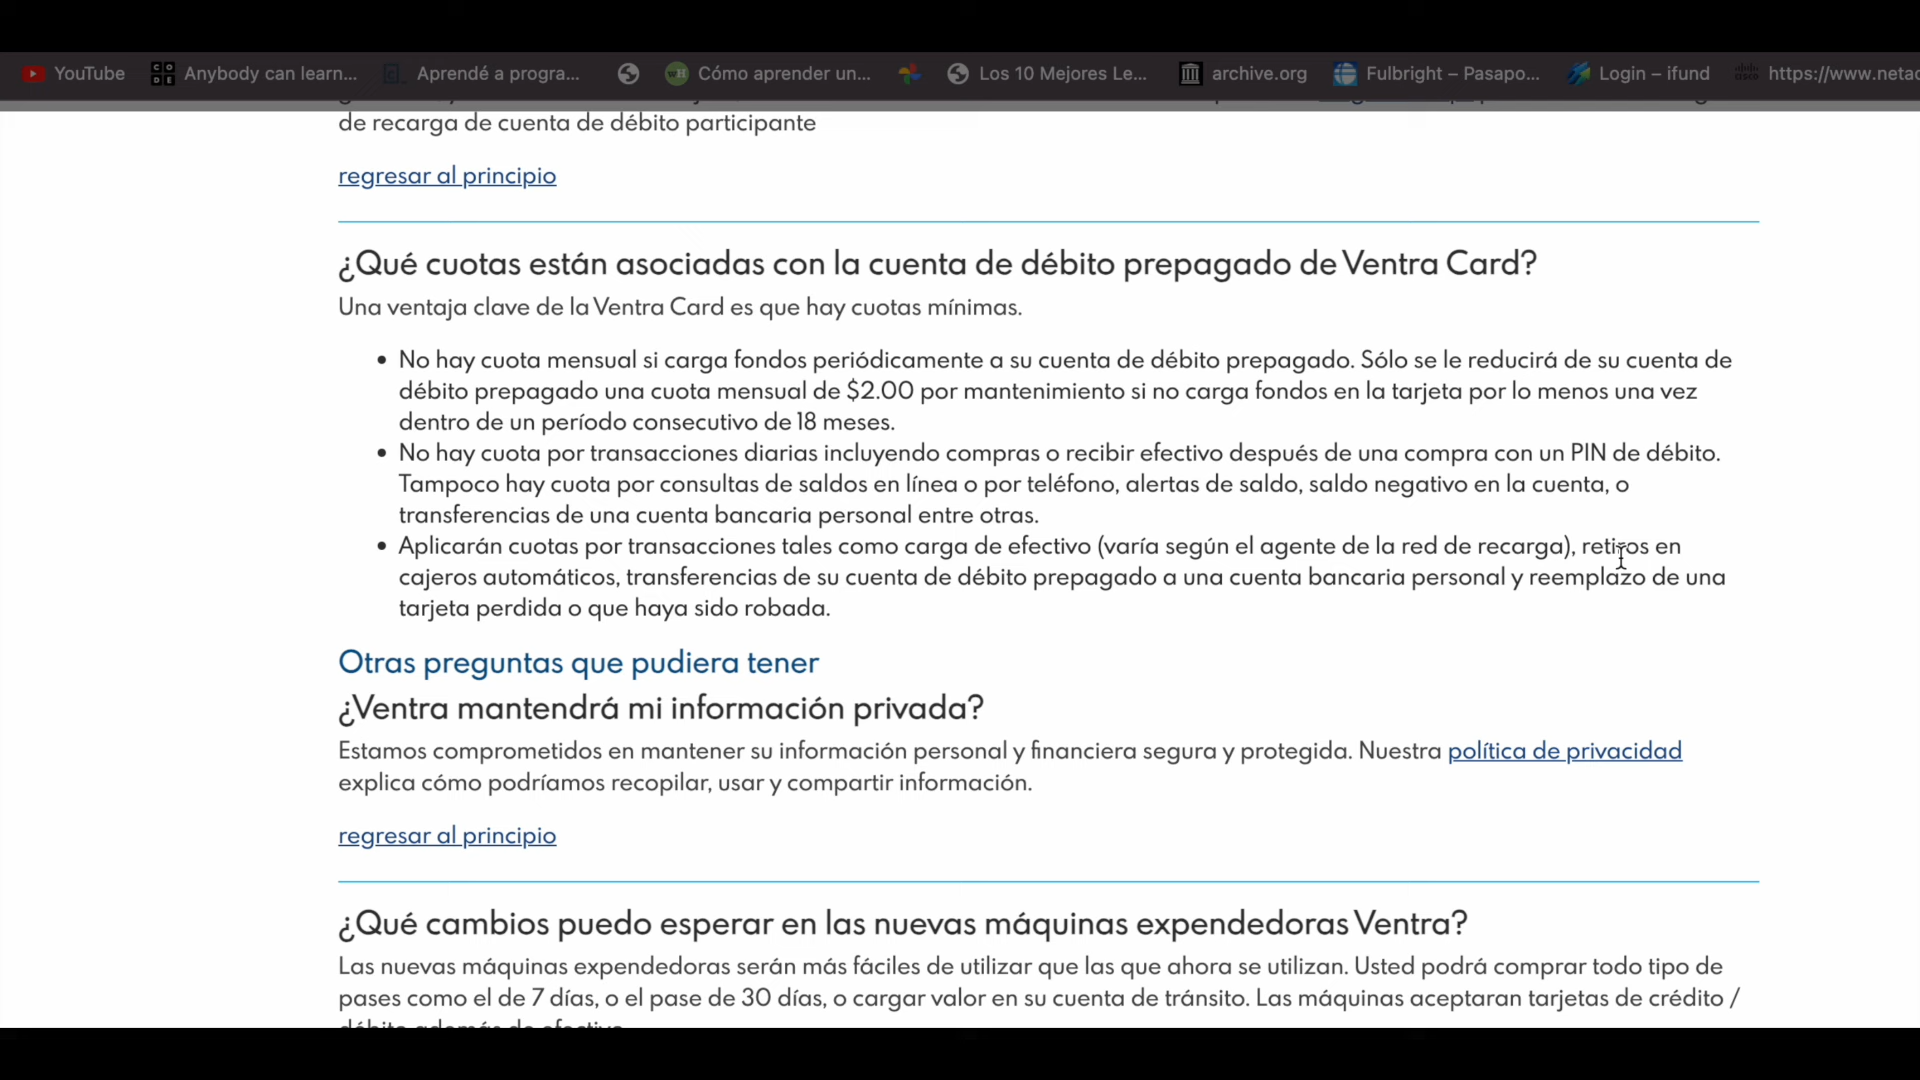 YouTube
Anybody can learn...
Aprendé a progra...
Cómo aprender un...
Los 10 Mejores Le...
archive.org
Fulbright – Pasapo...
Login – ifund
https://www.netac
de recarga de cuenta de débito participante
regresar al principio
¿Qué cuotas están asociadas con la cuenta de débito prepagado de Ventra Card?
Una ventaja clave de la Ventra Card es que hay cuotas mínimas.
• No hay cuota mensual si carga fondos periódicamente a su cuenta de débito prepagado. Sólo se le reducirá de su cuenta de
débito prepagado una cuota mensual de $2.00 por mantenimiento si no carga fondos en la tarjeta por lo menos una vez
dentro de un período consecutivo de 18 meses.
• No hay cuota por transacciones diarias incluyendo compras o recibir efectivo después de una compra con un PIN de débito.
Tampoco hay cuota por consultas de saldos en línea o por teléfono, alertas de saldo, saldo negativo en la cuenta, o
transferencias de una cuenta bancaria personal entre otras.
• Aplicarán cuotas por transacciones tales como carga de efectivo (varía según el agente de la red de recarga), retiros en
cajeros automáticos, transferencias de su cuenta de débito prepagado a una cuenta bancaria personal y reemplazo de una
tarjeta perdida o que haya sido robada.
Otras preguntas que pudiera tener
¿Ventra mantendrá mi información privada?
Estamos comprometidos en mantener su información personal y financiera segura y protegida. Nuestra política de privacidad
explica cómo podríamos recopilar, usar y compartir información.
regresar al principio
¿Qué cambios puedo esperar en las nuevas máquinas expendedoras Ventra?
Las nuevas máquinas expendedoras serán más fáciles de utilizar que las que ahora se utilizan. Usted podrá comprar todo tipo de
pases como el de 7 días, o el pase de 30 días, o cargar valor en su cuenta de tránsito. Las máquinas aceptaran tarjetas de crédito /
débito además de efectivo